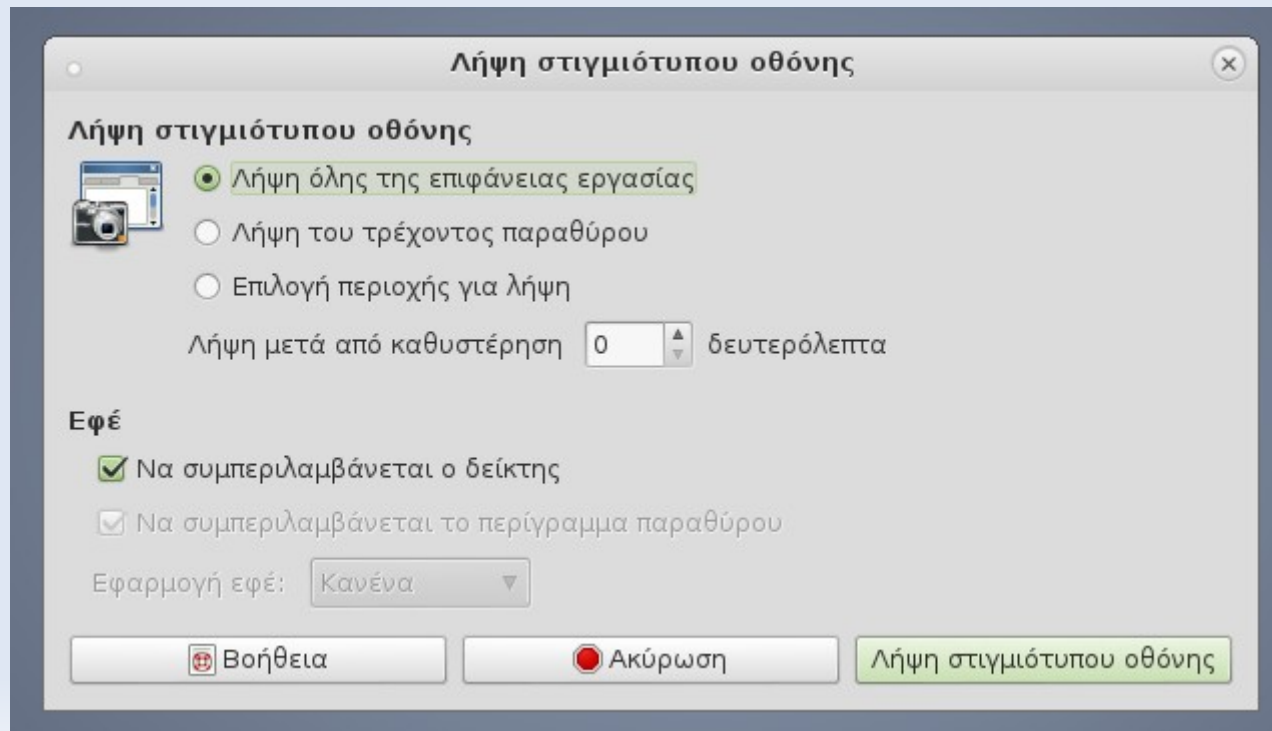 Λήψη στιγμιότυπου οθόνης
Λήψη στιγμιότυπου οθόνης
Λήψη όλης της επιφάνειας εργασίας
Λήψη του τρέχοντος παραθύρου
Επιλογή περιοχής για λήψη
Λήψη μετά από καθυστέρηση 0 δευτερόλεπτα
Εφέ
Να συμπεριλαμβάνεται ο δείκτης
Να συμπεριλαμβάνεται το περίγραμμα παραθύρου
Εφαρμογή εφέ: Κανένα
Βοήθεια Ακύρωση Λήψη στιγμιότυπου οθόνης